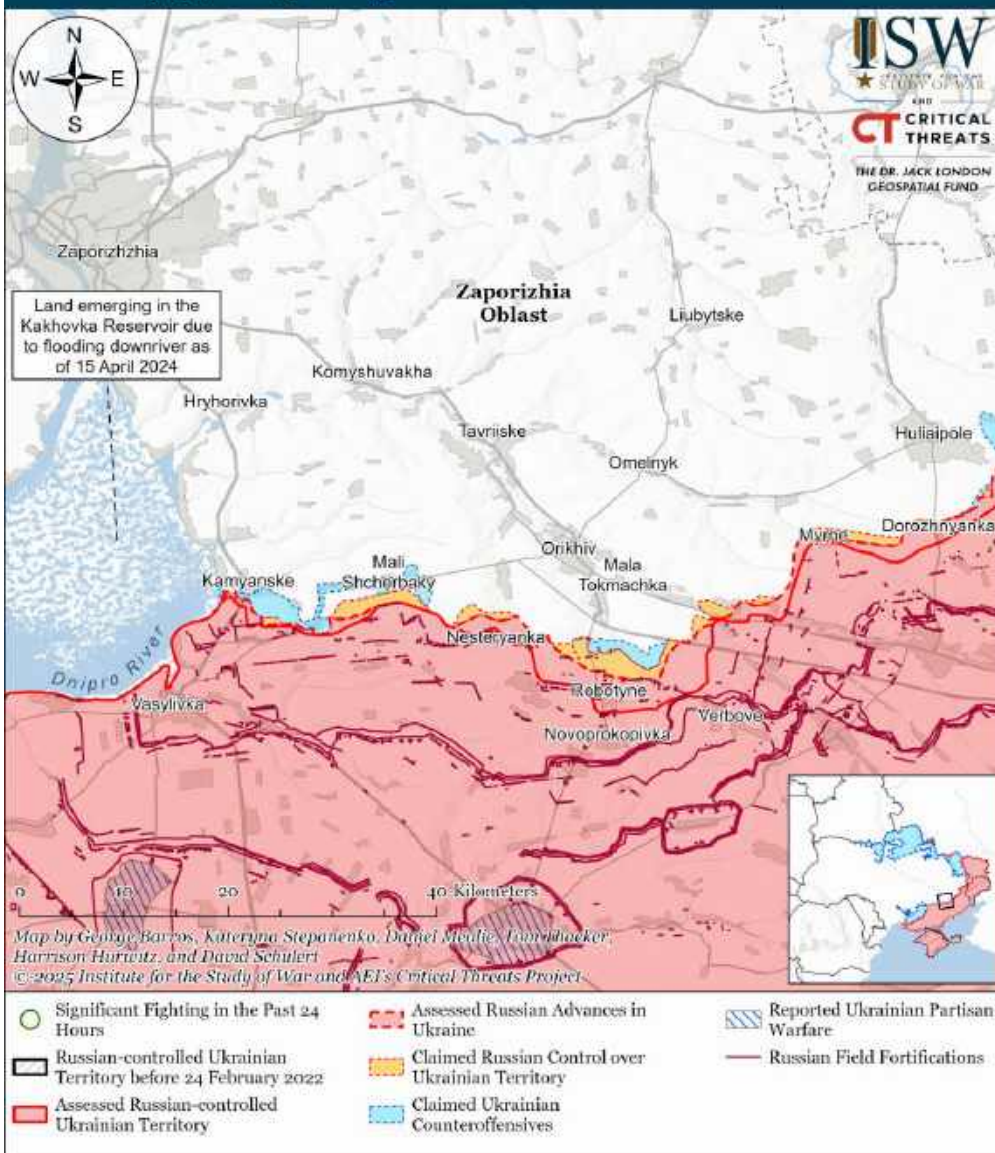 N
W E
S
ISW
INSTITUTE FOR THE
STUDY OF WAR
AND
CT CRITICAL
THREATS
THE DR. JACK LONDON
GEOSPATIAL FUND
Zaporizhzhia
Land emerging in the
Kakhovka Reservoir due
to flooding downriver as
of 15 April 2024
Zaporizhia
Oblast
Liubytske
Komyshuvakha
Hryhorivka
Tavriiske
Huliaipole
Omelnyk
Dorozhnyanka
Myrne
Orikhiv
Mali
Shcherbaky
Mala
Tokmachka
Kamyanske
Nesteryanka
Dnipro River
Robotyne
Vasylivka
Verbove
Novoprokopivka
0 10 20 40 Kilometers
Map by George Barros, Kateryna Stepanenko, Daniel Mealie, Tom Thacker,
Harrison Hurwitz, and David Schulert
© 2025 Institute for the Study of War and AEI's Critical Threats Project
Significant Fighting in the Past 24
Hours
Russian-controlled Ukrainian
Territory before 24 February 2022
Assessed Russian-controlled
Ukrainian Territory
Assessed Russian Advances in
Ukraine
Claimed Russian Control over
Ukrainian Territory
Claimed Ukrainian
Counteroffensives
Reported Ukrainian Partisan
Warfare
Russian Field Fortifications